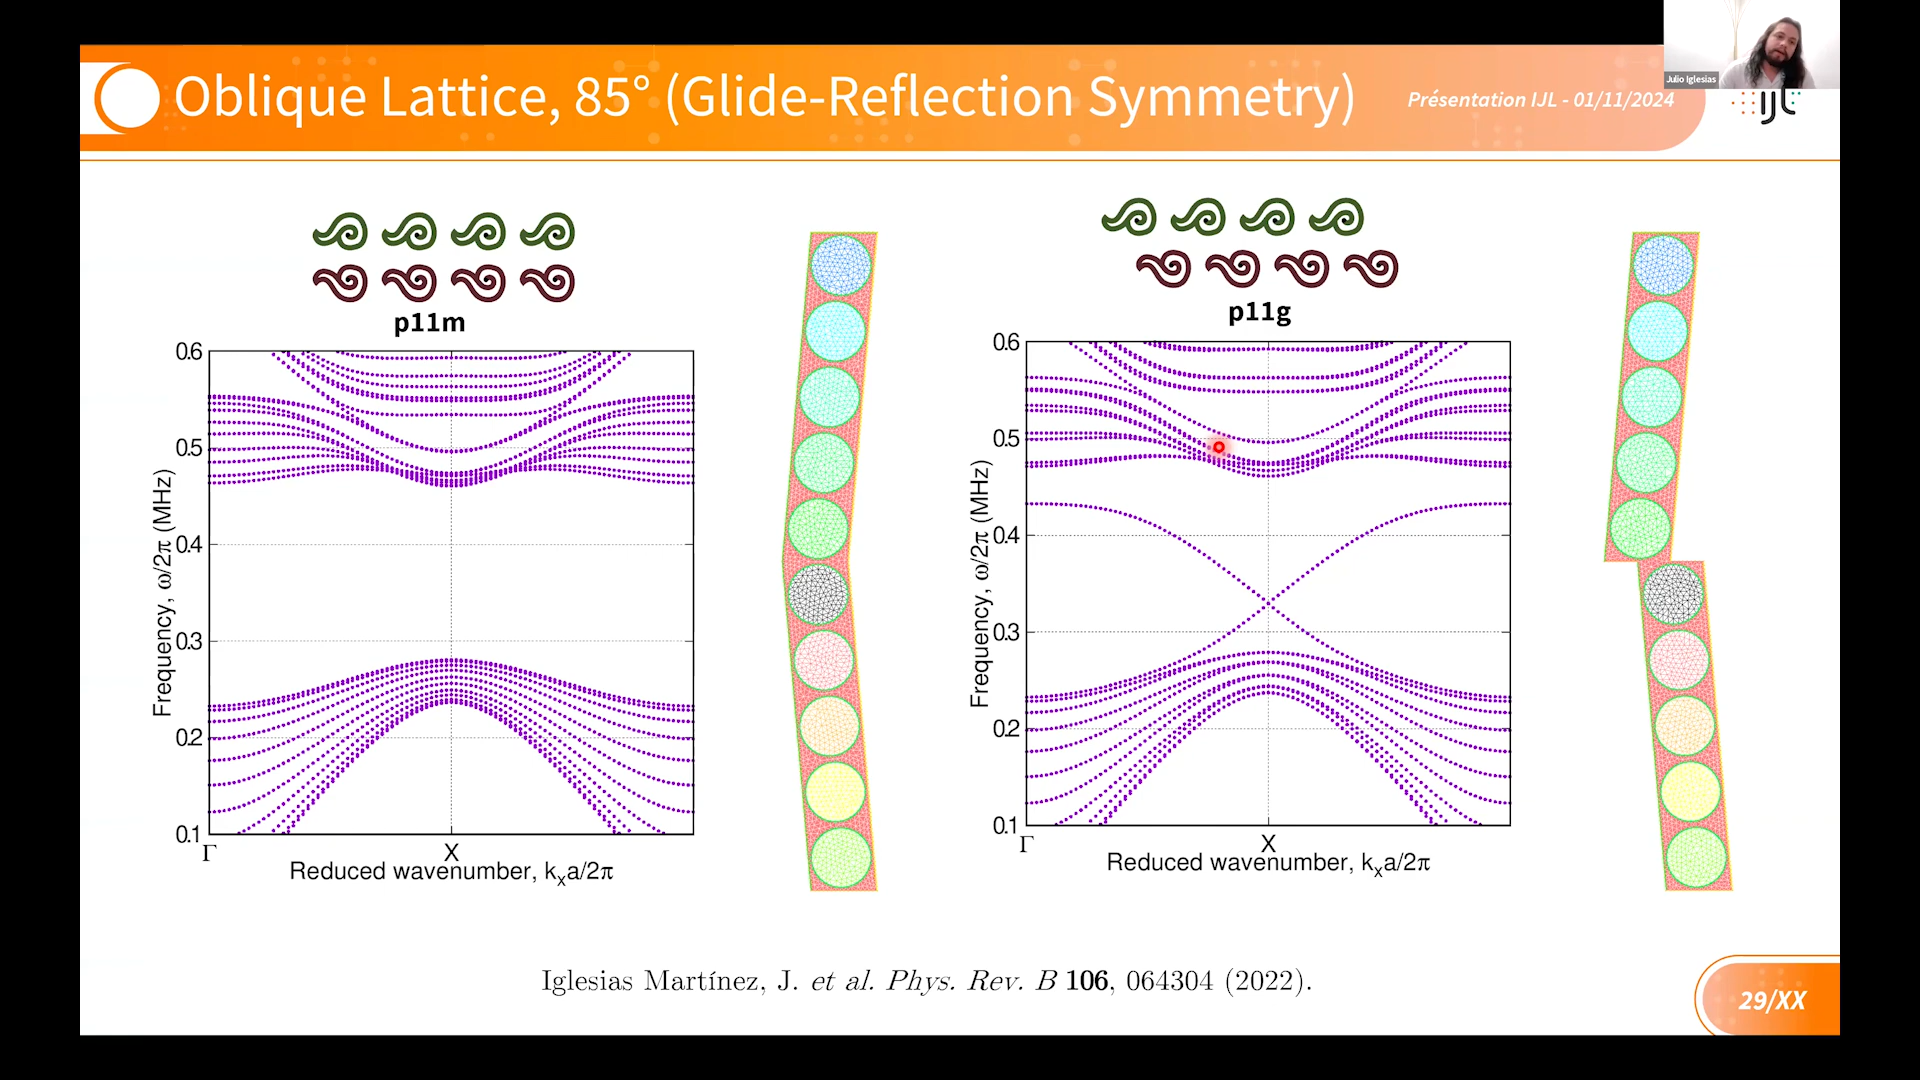 Oblique Lattice, 85° (Glide-Reflection Symmetry)
Présentation IJL - 01/11/2024
Julio Iglesias
ijl
p11m
0.6
0.5
0.4
0.3
0.2
0.1
Frequency, ω/2π (MHz)
Γ
X
Reduced wavenumber, kₓa/2π
p11g
0.6
0.5
0.4
0.3
0.2
0.1
Frequency, ω/2π (MHz)
Γ
X
Reduced wavenumber, kₓa/2π
Iglesias Martínez, J. et al. Phys. Rev. B 106, 064304 (2022).
29/XX